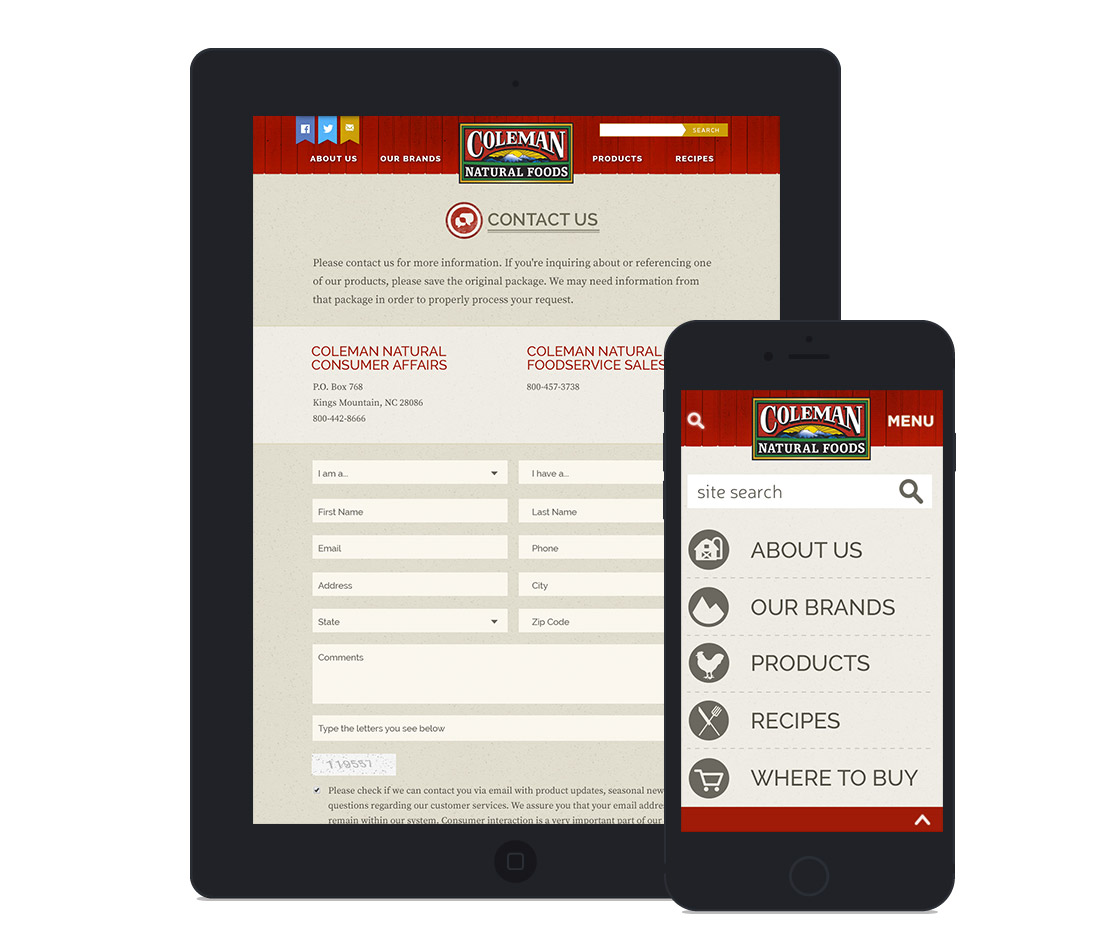 SEARCH
ABOUT US
OUR BRANDS
COLEMAN
NATURAL FOODS
PRODUCTS
RECIPES
CONTACT US
Please contact us for more information. If you're inquiring about or referencing one
of our products, please save the original package. We may need information from
that package in order to properly process your request.
COLEMAN NATURAL
CONSUMER AFFAIRS
P.O. Box 768
Kings Mountain, NC 28086
800-442-8666
COLEMAN NATURAL
FOODSERVICE SALES
800-457-3738
I am a...
I have a...
First Name
Last Name
Email
Phone
Address
City
State
Zip Code
Comments
Type the letters you see below
119557
Please check if we can contact you via email with product updates, seasonal new
questions regarding our customer services. We assure you that your email addre
remain within our system. Consumer interaction is a very important part of our
COLEMAN
NATURAL FOODS
MENU
site search
ABOUT US
OUR BRANDS
PRODUCTS
RECIPES
WHERE TO BUY